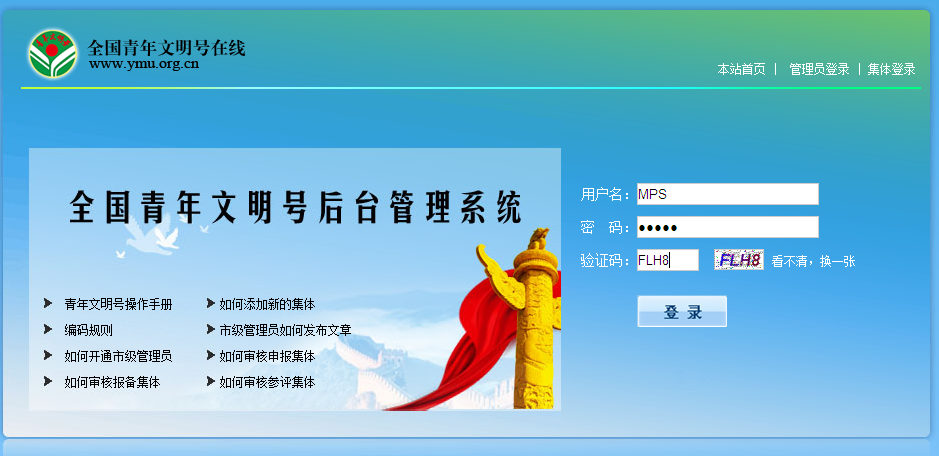 全国青年文明号在线
www.ymu.org.cn
本站首页 | 管理员登录 | 集体登录
全国青年文明号后台管理系统
用户名：MPS
密 码：●●●●●
验证码：FLH8 FLH8 看不清，换一张
登 录
青年文明号操作手册 如何添加新的集体
编码规则 市级管理员如何发布文章
如何开通市级管理员 如何审核申报集体
如何审核报备集体 如何审核参评集体